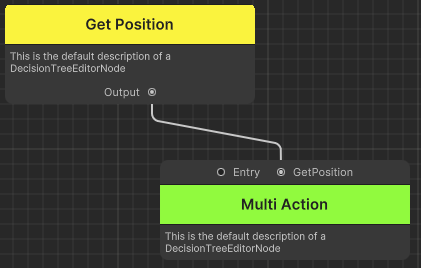 Get Position
This is the default description of a
DecisionTreeEditorNode
Output
Entry GetPosition
Multi Action
This is the default description of a
DecisionTreeEditorNode